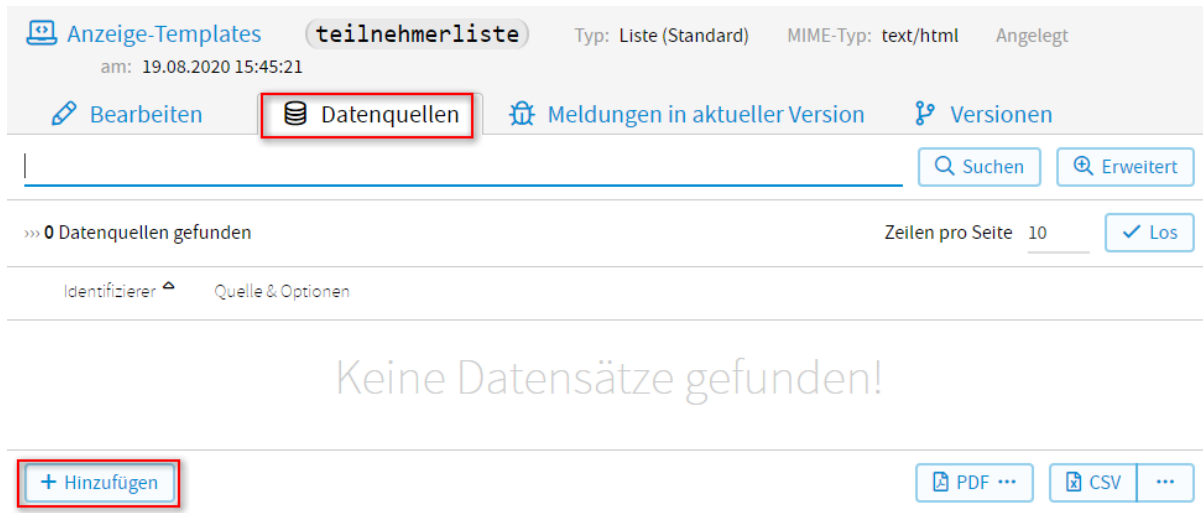 Anzeige-Templates (teilnehmerliste) Typ: Liste (Standard) MIME-Typ: text/html Angelegt
am: 19.08.2020 15:45:21
Bearbeiten Datenquellen Meldungen in aktueller Version Versionen
Suchen Erweitert
››› 0 Datenquellen gefunden Zeilen pro Seite 10 Los
Identifizierer Quelle & Optionen
Keine Datensätze gefunden!
+ Hinzufügen PDF ••• CSV •••